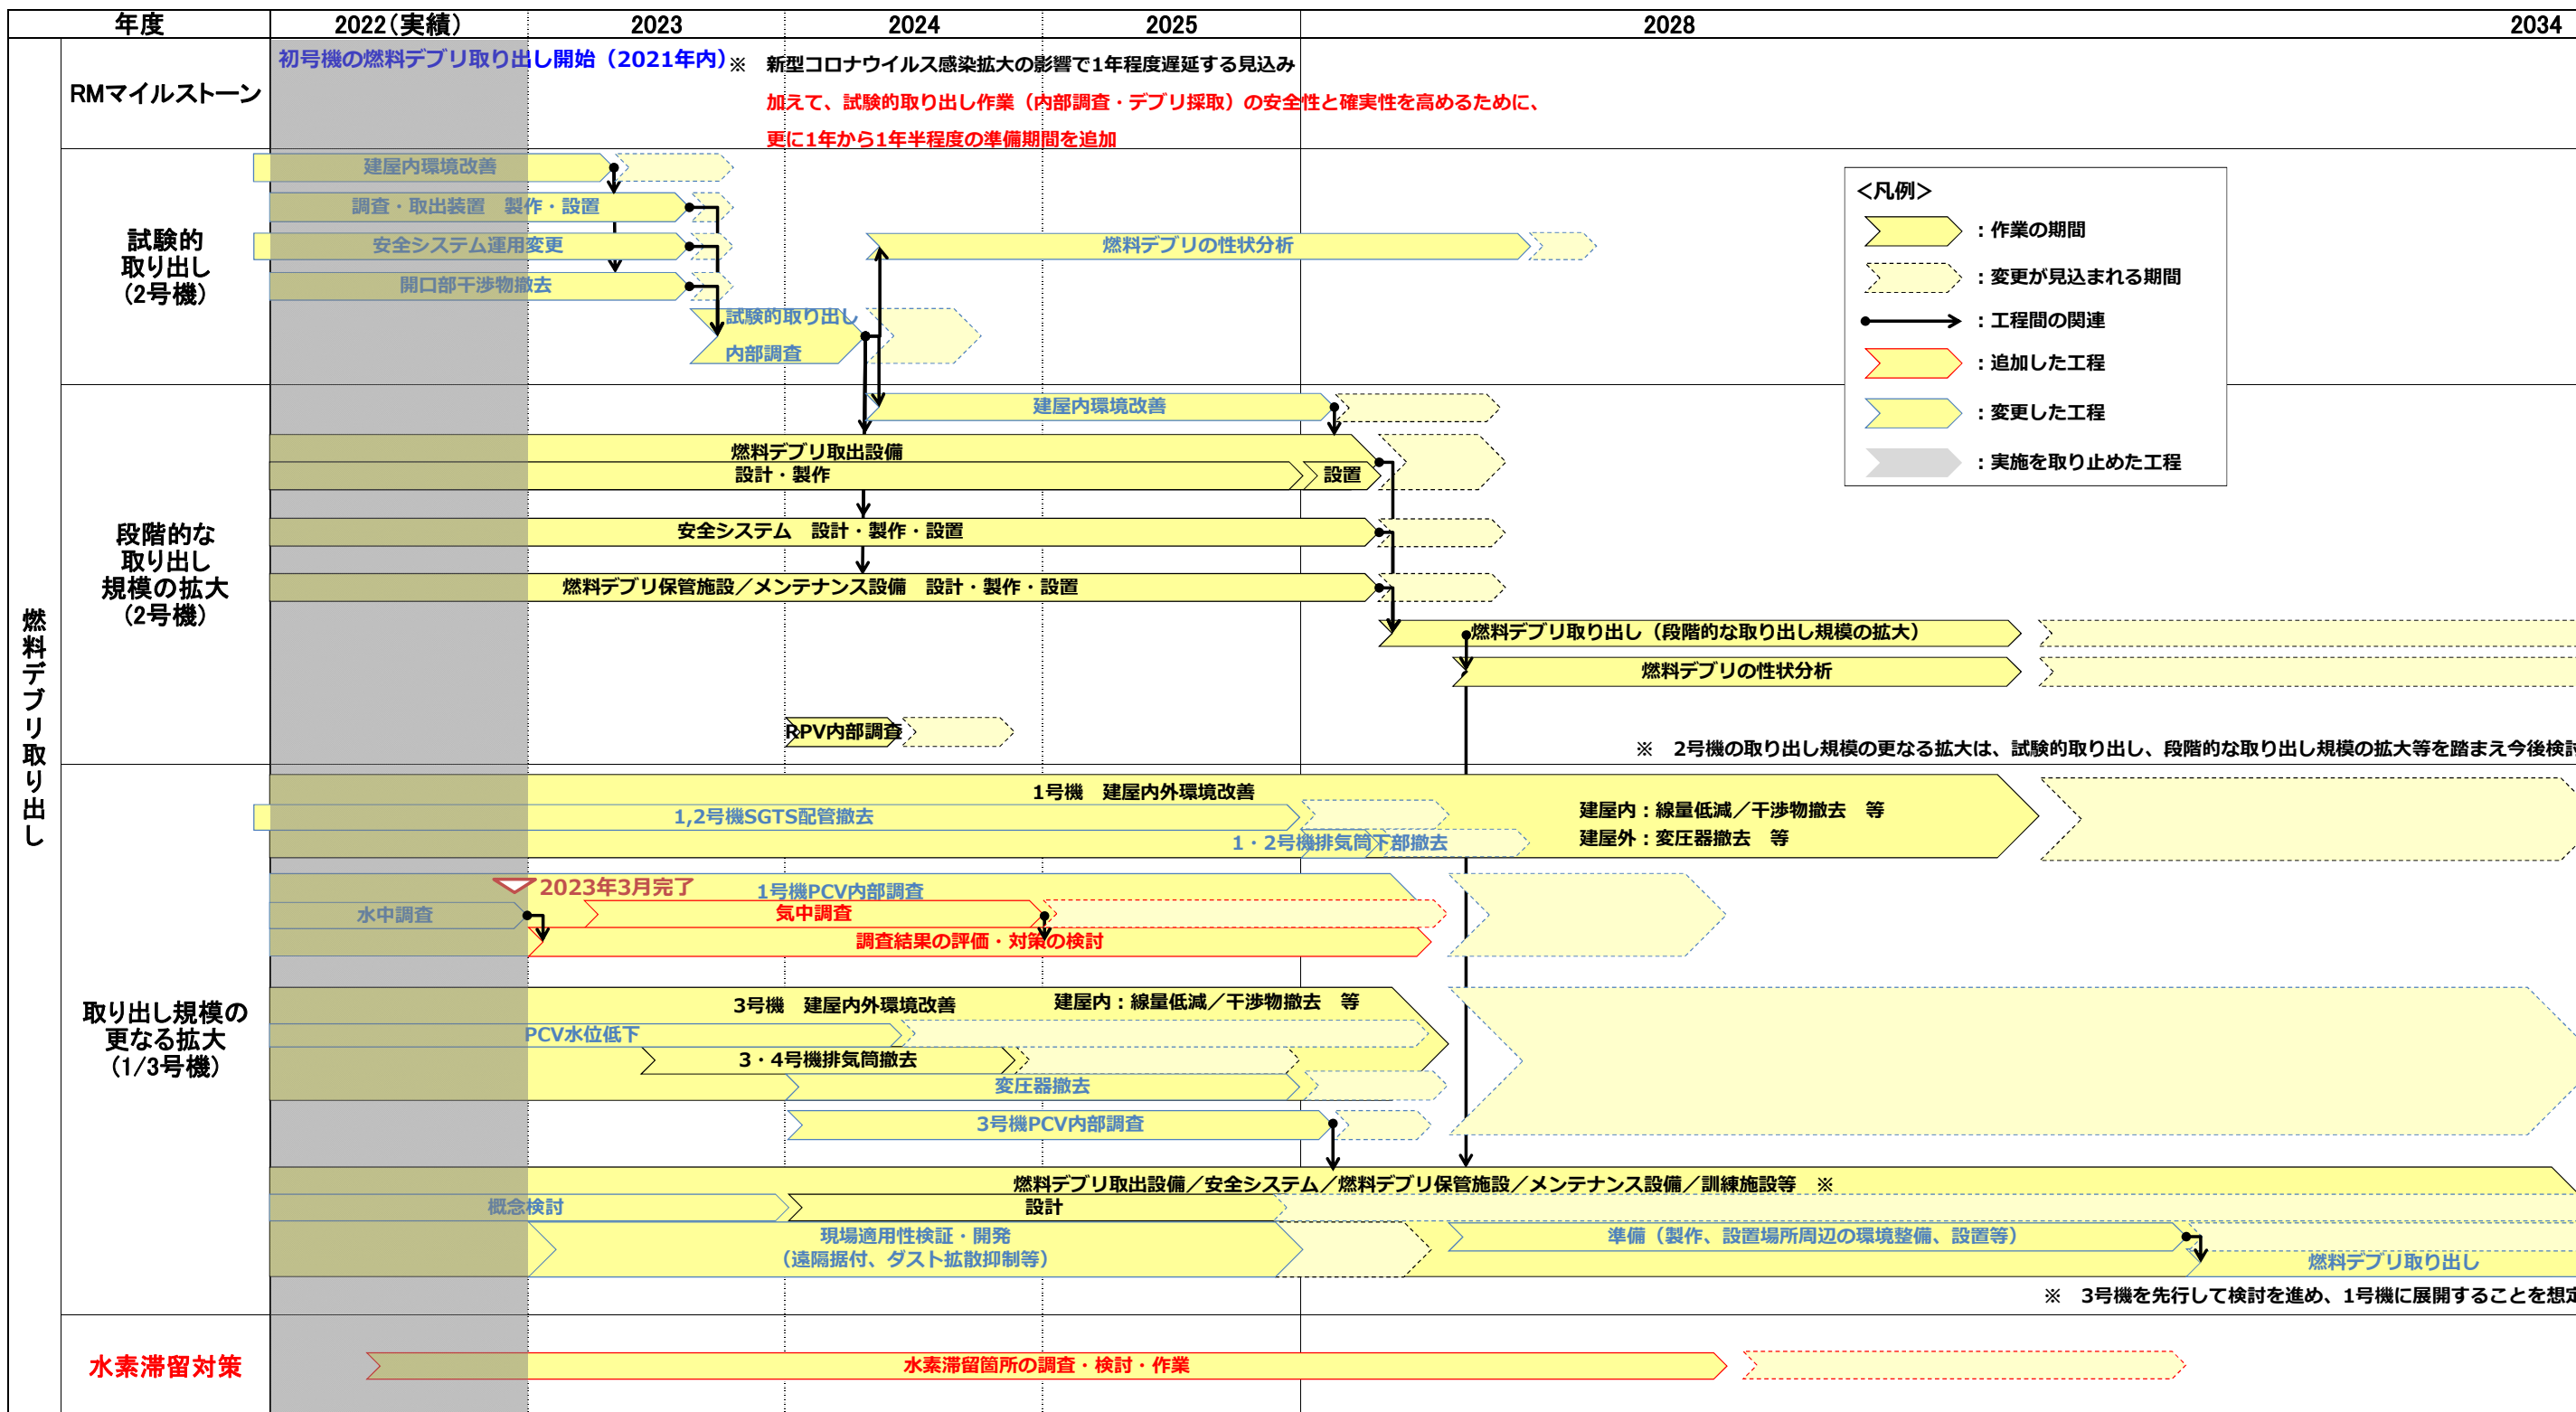 年度
2022(実績)
2023
2024
2025
2028
2034
燃料デブリ取り出し
RMマイルストーン
初号機の燃料デブリ取り出し開始（2021年内）
※　新型コロナウイルス感染拡大の影響で1年程度遅延する見込み
加えて、試験的取り出し作業（内部調査・デブリ採取）の安全性と確実性を高めるために、
更に1年から1年半程度の準備期間を追加
試験的
取り出し
(2号機)
建屋内環境改善
調査・取出装置　製作・設置
安全システム運用変更
開口部干渉物撤去
試験的取り出し
内部調査
燃料デブリの性状分析
<凡例>
：作業の期間
：変更が見込まれる期間
：工程間の関連
：追加した工程
：変更した工程
：実施を取り止めた工程
段階的な
取り出し
規模の拡大
(2号機)
建屋内環境改善
燃料デブリ取出設備
設計・製作
設置
安全システム　設計・製作・設置
燃料デブリ保管施設／メンテナンス設備　設計・製作・設置
燃料デブリ取り出し（段階的な取り出し規模の拡大）
燃料デブリの性状分析
RPV内部調査
※　2号機の取り出し規模の更なる拡大は、試験的取り出し、段階的な取り出し規模の拡大等を踏まえ今後検討
取り出し規模の
更なる拡大
(1/3号機)
1号機　建屋内外環境改善
1,2号機SGTS配管撤去
1・2号機排気筒下部撤去
建屋内：線量低減／干渉物撤去　等
建屋外：変圧器撤去　等
2023年3月完了
1号機PCV内部調査
水中調査
気中調査
調査結果の評価・対策の検討
3号機　建屋内外環境改善
建屋内：線量低減／干渉物撤去　等
PCV水位低下
3・4号機排気筒撤去
変圧器撤去
3号機PCV内部調査
燃料デブリ取出設備／安全システム／燃料デブリ保管施設／メンテナンス設備／訓練施設等　※
概念検討
設計
現場適用性検証・開発
（遠隔据付、ダスト拡散抑制等）
準備（製作、設置場所周辺の環境整備、設置等）
燃料デブリ取り出し
※　3号機を先行して検討を進め、1号機に展開することを想定
水素滞留対策
水素滞留箇所の調査・検討・作業